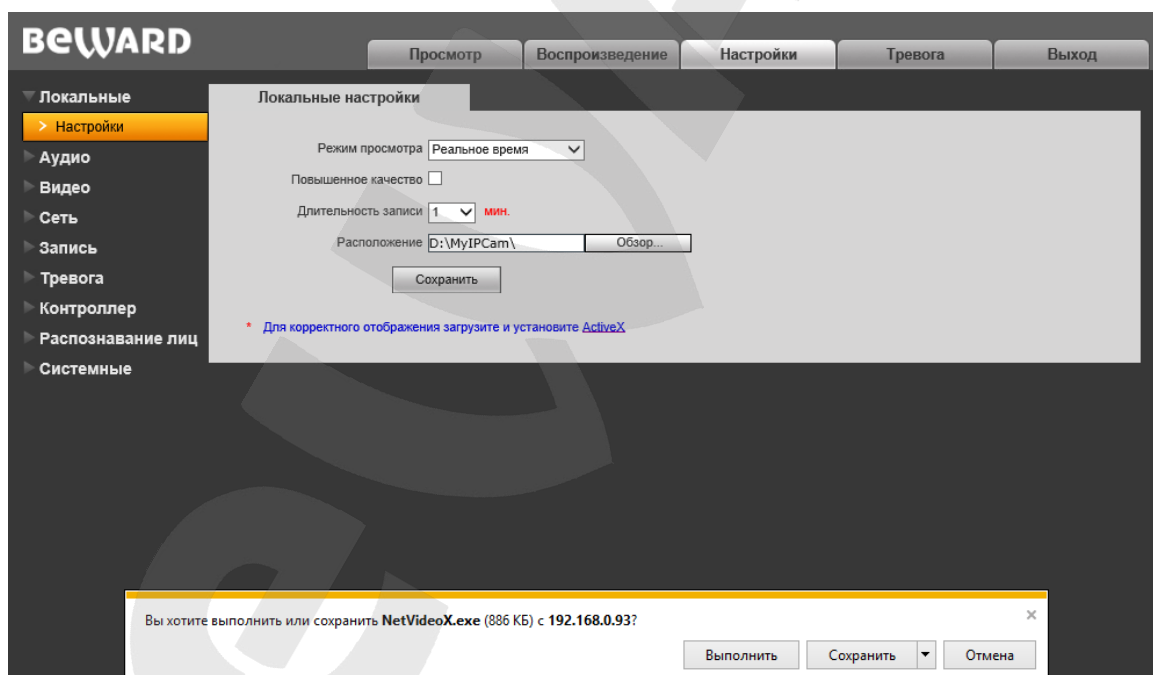 BEWARD
Просмотр Воспроизведение Настройки Тревога Выход
Локальные
> Настройки
Аудио
Видео
Сеть
Запись
Тревога
Контроллер
Распознавание лиц
Системные
Локальные настройки
Режим просмотра Реальное время
Повышенное качество
Длительность записи 1 мин.
Расположение D:\MyIPCam\ Обзор...
Сохранить
* Для корректного отображения загрузите и установите ActiveX
Вы хотите выполнить или сохранить NetVideoX.exe (886 КБ) с 192.168.0.93?
Выполнить Сохранить Отмена